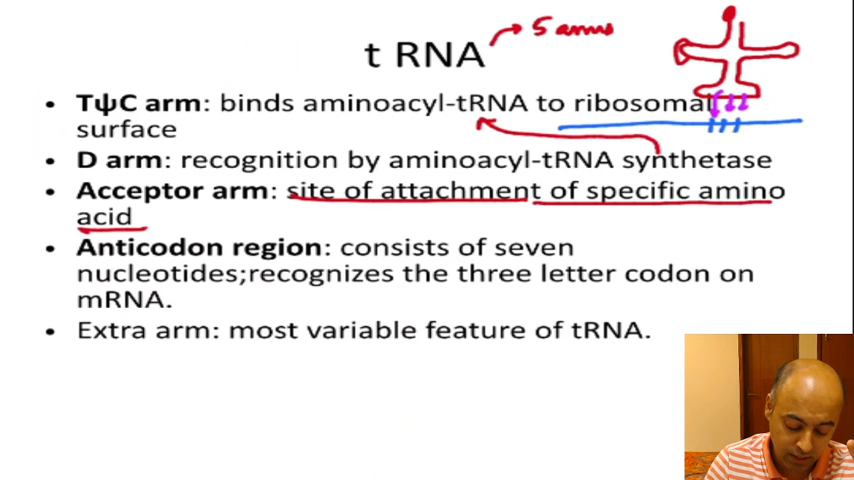 5 arms
t RNA
• TψC arm: binds aminoacyl-tRNA to ribosomal
surface
• D arm: recognition by aminoacyl-tRNA synthetase
• Acceptor arm: site of attachment of specific amino
acid
• Anticodon region: consists of seven
nucleotides;recognizes the three letter codon on
mRNA.
• Extra arm: most variable feature of tRNA.